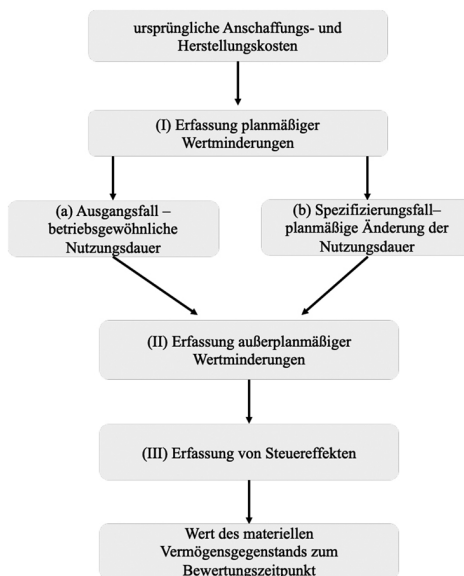 ursprüngliche Anschaffungs- und
Herstellungskosten
(I) Erfassung planmäßiger
Wertminderungen
(a) Ausgangsfall –
betriebsgewöhnliche
Nutzungsdauer
(b) Spezifizierungsfall–
planmäßige Änderung der
Nutzungsdauer
(II) Erfassung außerplanmäßiger
Wertminderungen
(III) Erfassung von Steuereffekten
Wert des materiellen
Vermögensgegenstands zum
Bewertungszeitpunkt